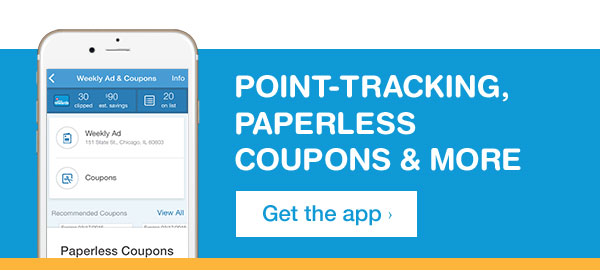 Weekly Ad & Coupons Info
30 clipped $90 est. savings 20 on list
Weekly Ad
151 State St., Chicago, IL 60603
Coupons
Recommended Coupons View All
Paperless Coupons
POINT-TRACKING,
PAPERLESS
COUPONS & MORE
Get the app ›